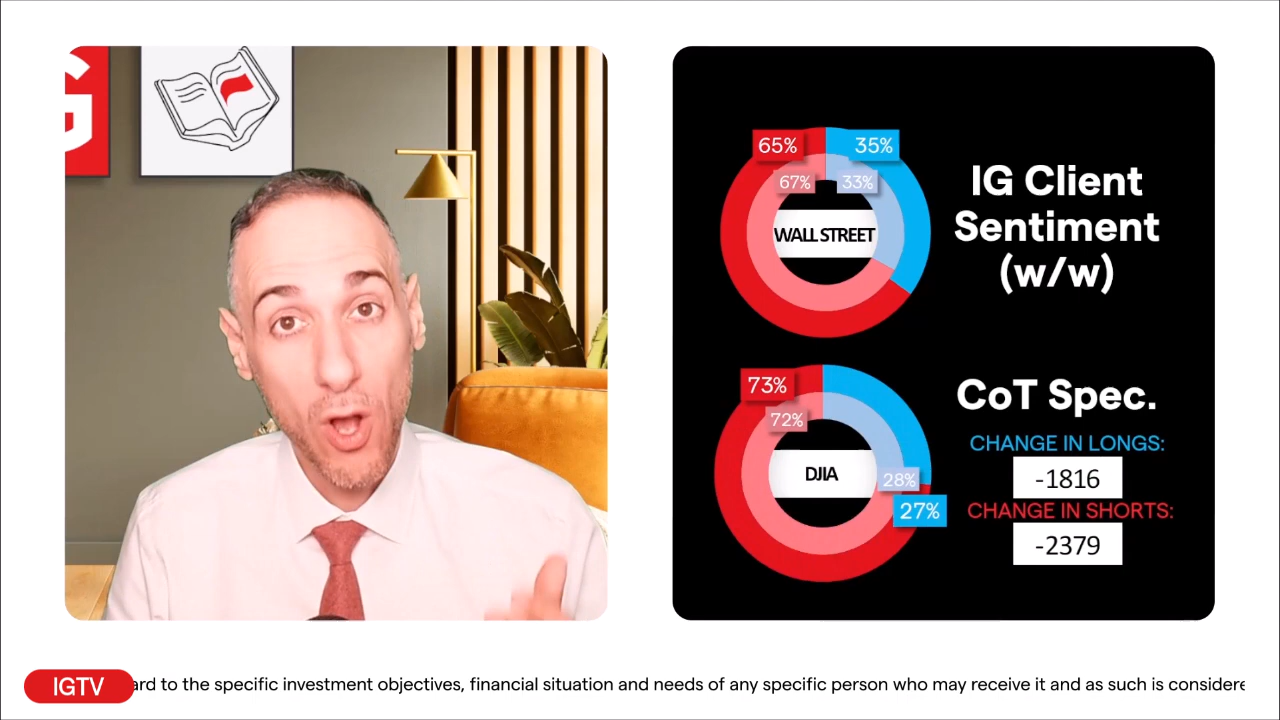 G
65%
35%
67%
33%
WALL STREET
IG Client
Sentiment
(w/w)
73%
72%
DJIA
28%
27%
CoT Spec.
CHANGE IN LONGS:
-1816
CHANGE IN SHORTS:
-2379
IGTV
ard to the specific investment objectives, financial situation and needs of any specific person who may receive it and as such is considere